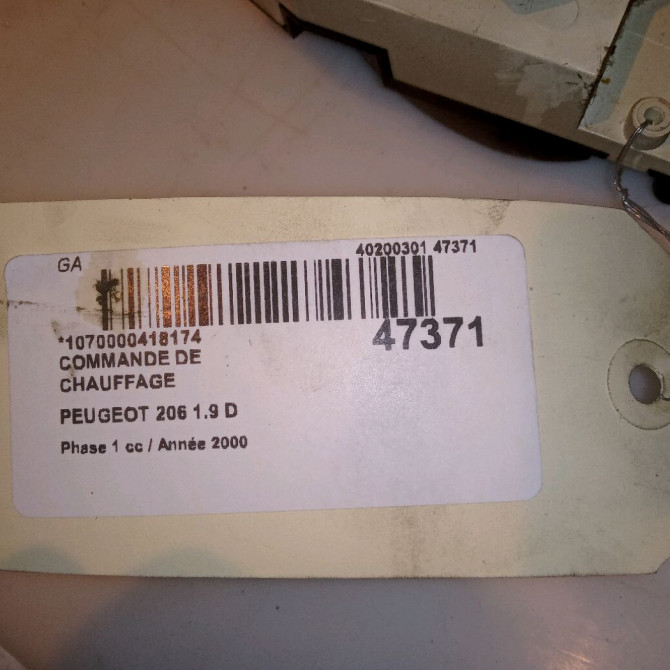 GA
40200301 47371
*1070000418174
47371
COMMANDE DE
CHAUFFAGE
PEUGEOT 206 1.9 D
Phase 1 cc / Année 2000